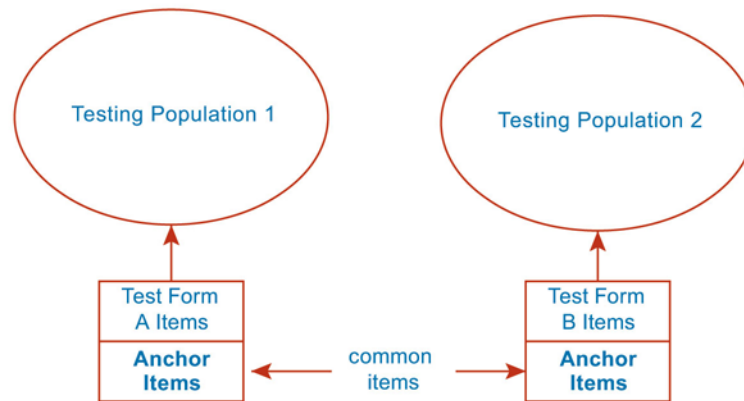 Testing Population 1
Testing Population 2
Test Form
A Items
Anchor
Items
common
items
Test Form
B Items
Anchor
Items